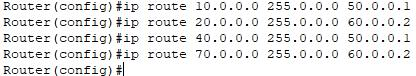 Router(config)#ip route 10.0.0.0 255.0.0.0 50.0.0.1
Router(config)#ip route 20.0.0.0 255.0.0.0 60.0.0.2
Router(config)#ip route 40.0.0.0 255.0.0.0 50.0.0.1
Router(config)#ip route 70.0.0.0 255.0.0.0 60.0.0.2
Router(config)#